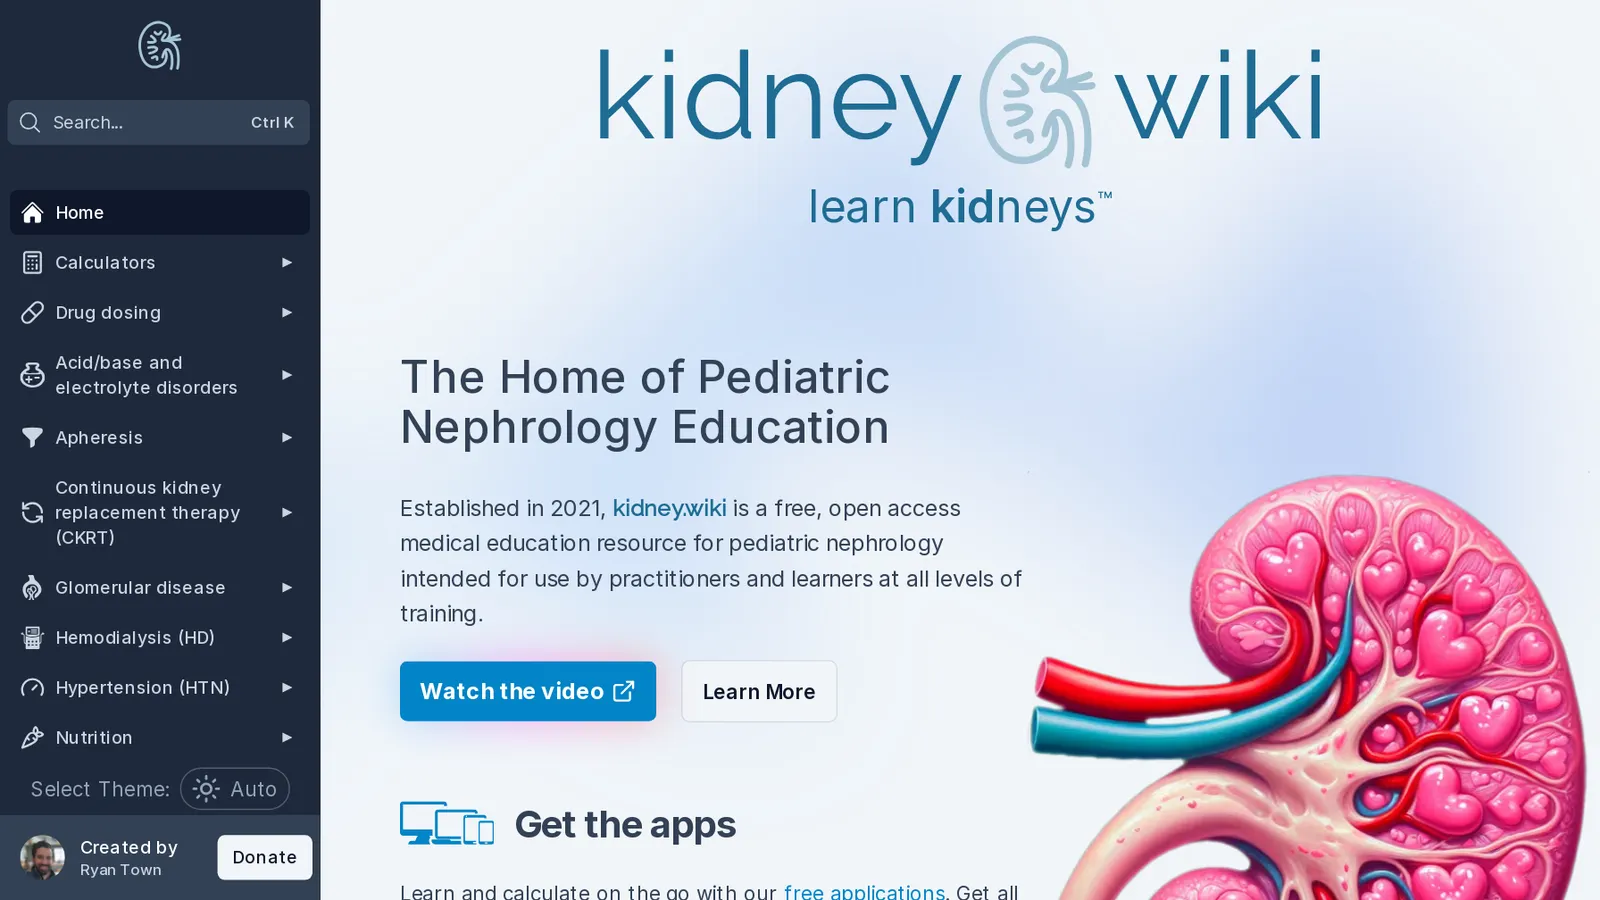 Search...
Ctrl K
Home
Calculators
Drug dosing
Acid/base and
electrolyte disorders
Apheresis
Continuous kidney
replacement therapy
(CKRT)
Glomerular disease
Hemodialysis (HD)
Hypertension (HTN)
Nutrition
Select Theme: Auto
Created by
Ryan Town
Donate
kidney wiki
learn kidneys™
The Home of Pediatric
Nephrology Education
Established in 2021, kidney.wiki is a free, open access
medical education resource for pediatric nephrology
intended for use by practitioners and learners at all levels of
training.
Watch the video
Learn More
Get the apps
Learn and calculate on the go with our free applications. Get all